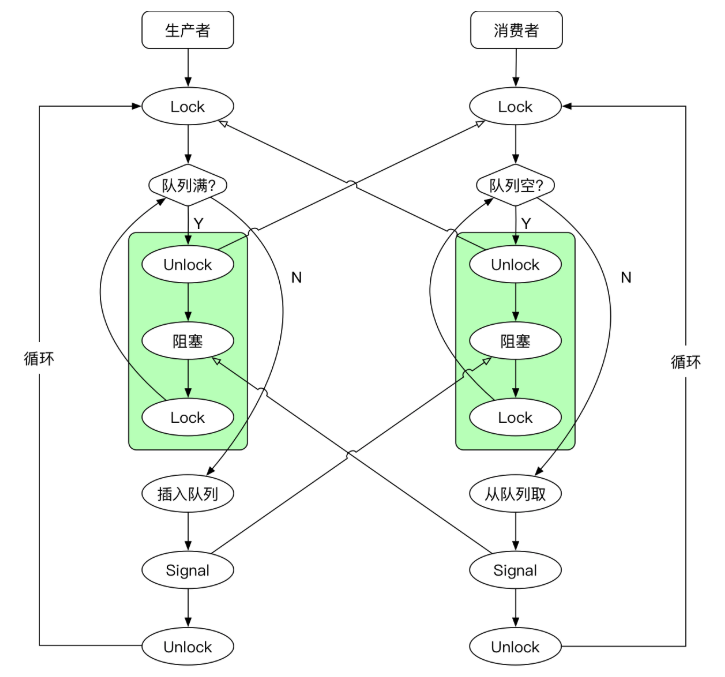 生产者
消费者
Lock
Lock
队列满?
队列空?
Y
Y
Unlock
Unlock
N
N
阻塞
阻塞
循环
循环
Lock
Lock
插入队列
从队列取
Signal
Signal
Unlock
Unlock